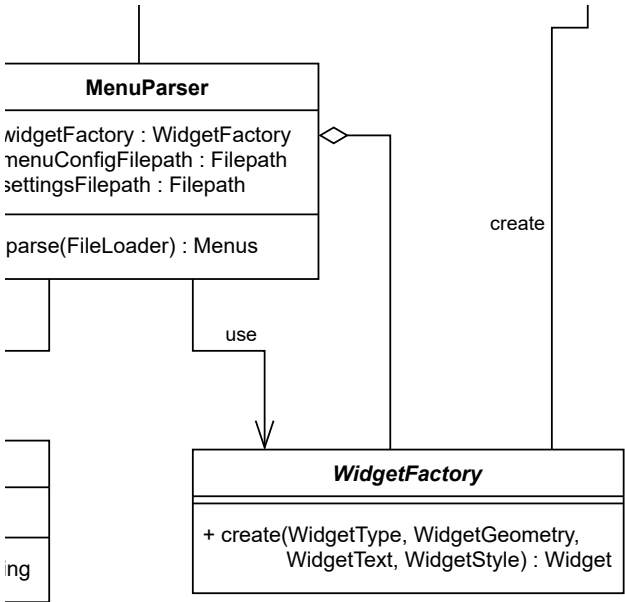 MenuParser
widgetFactory : WidgetFactory
menuConfigFilepath : Filepath
settingsFilepath : Filepath
parse(FileLoader) : Menus
create
use
WidgetFactory
+ create(WidgetType, WidgetGeometry,
WidgetText, WidgetStyle) : Widget
ing